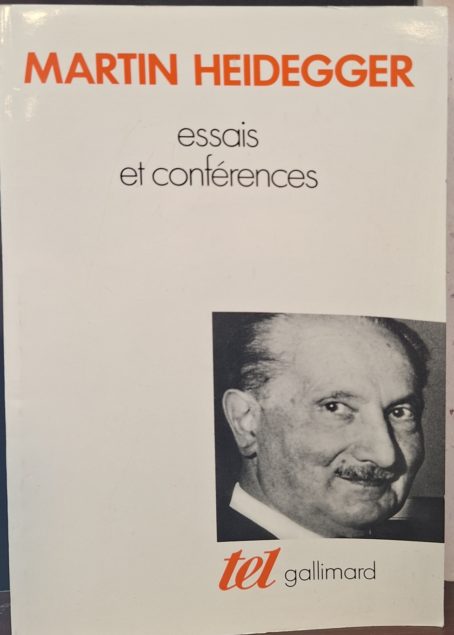 MARTIN HEIDEGGER
essais
et conférences
tel gallimard